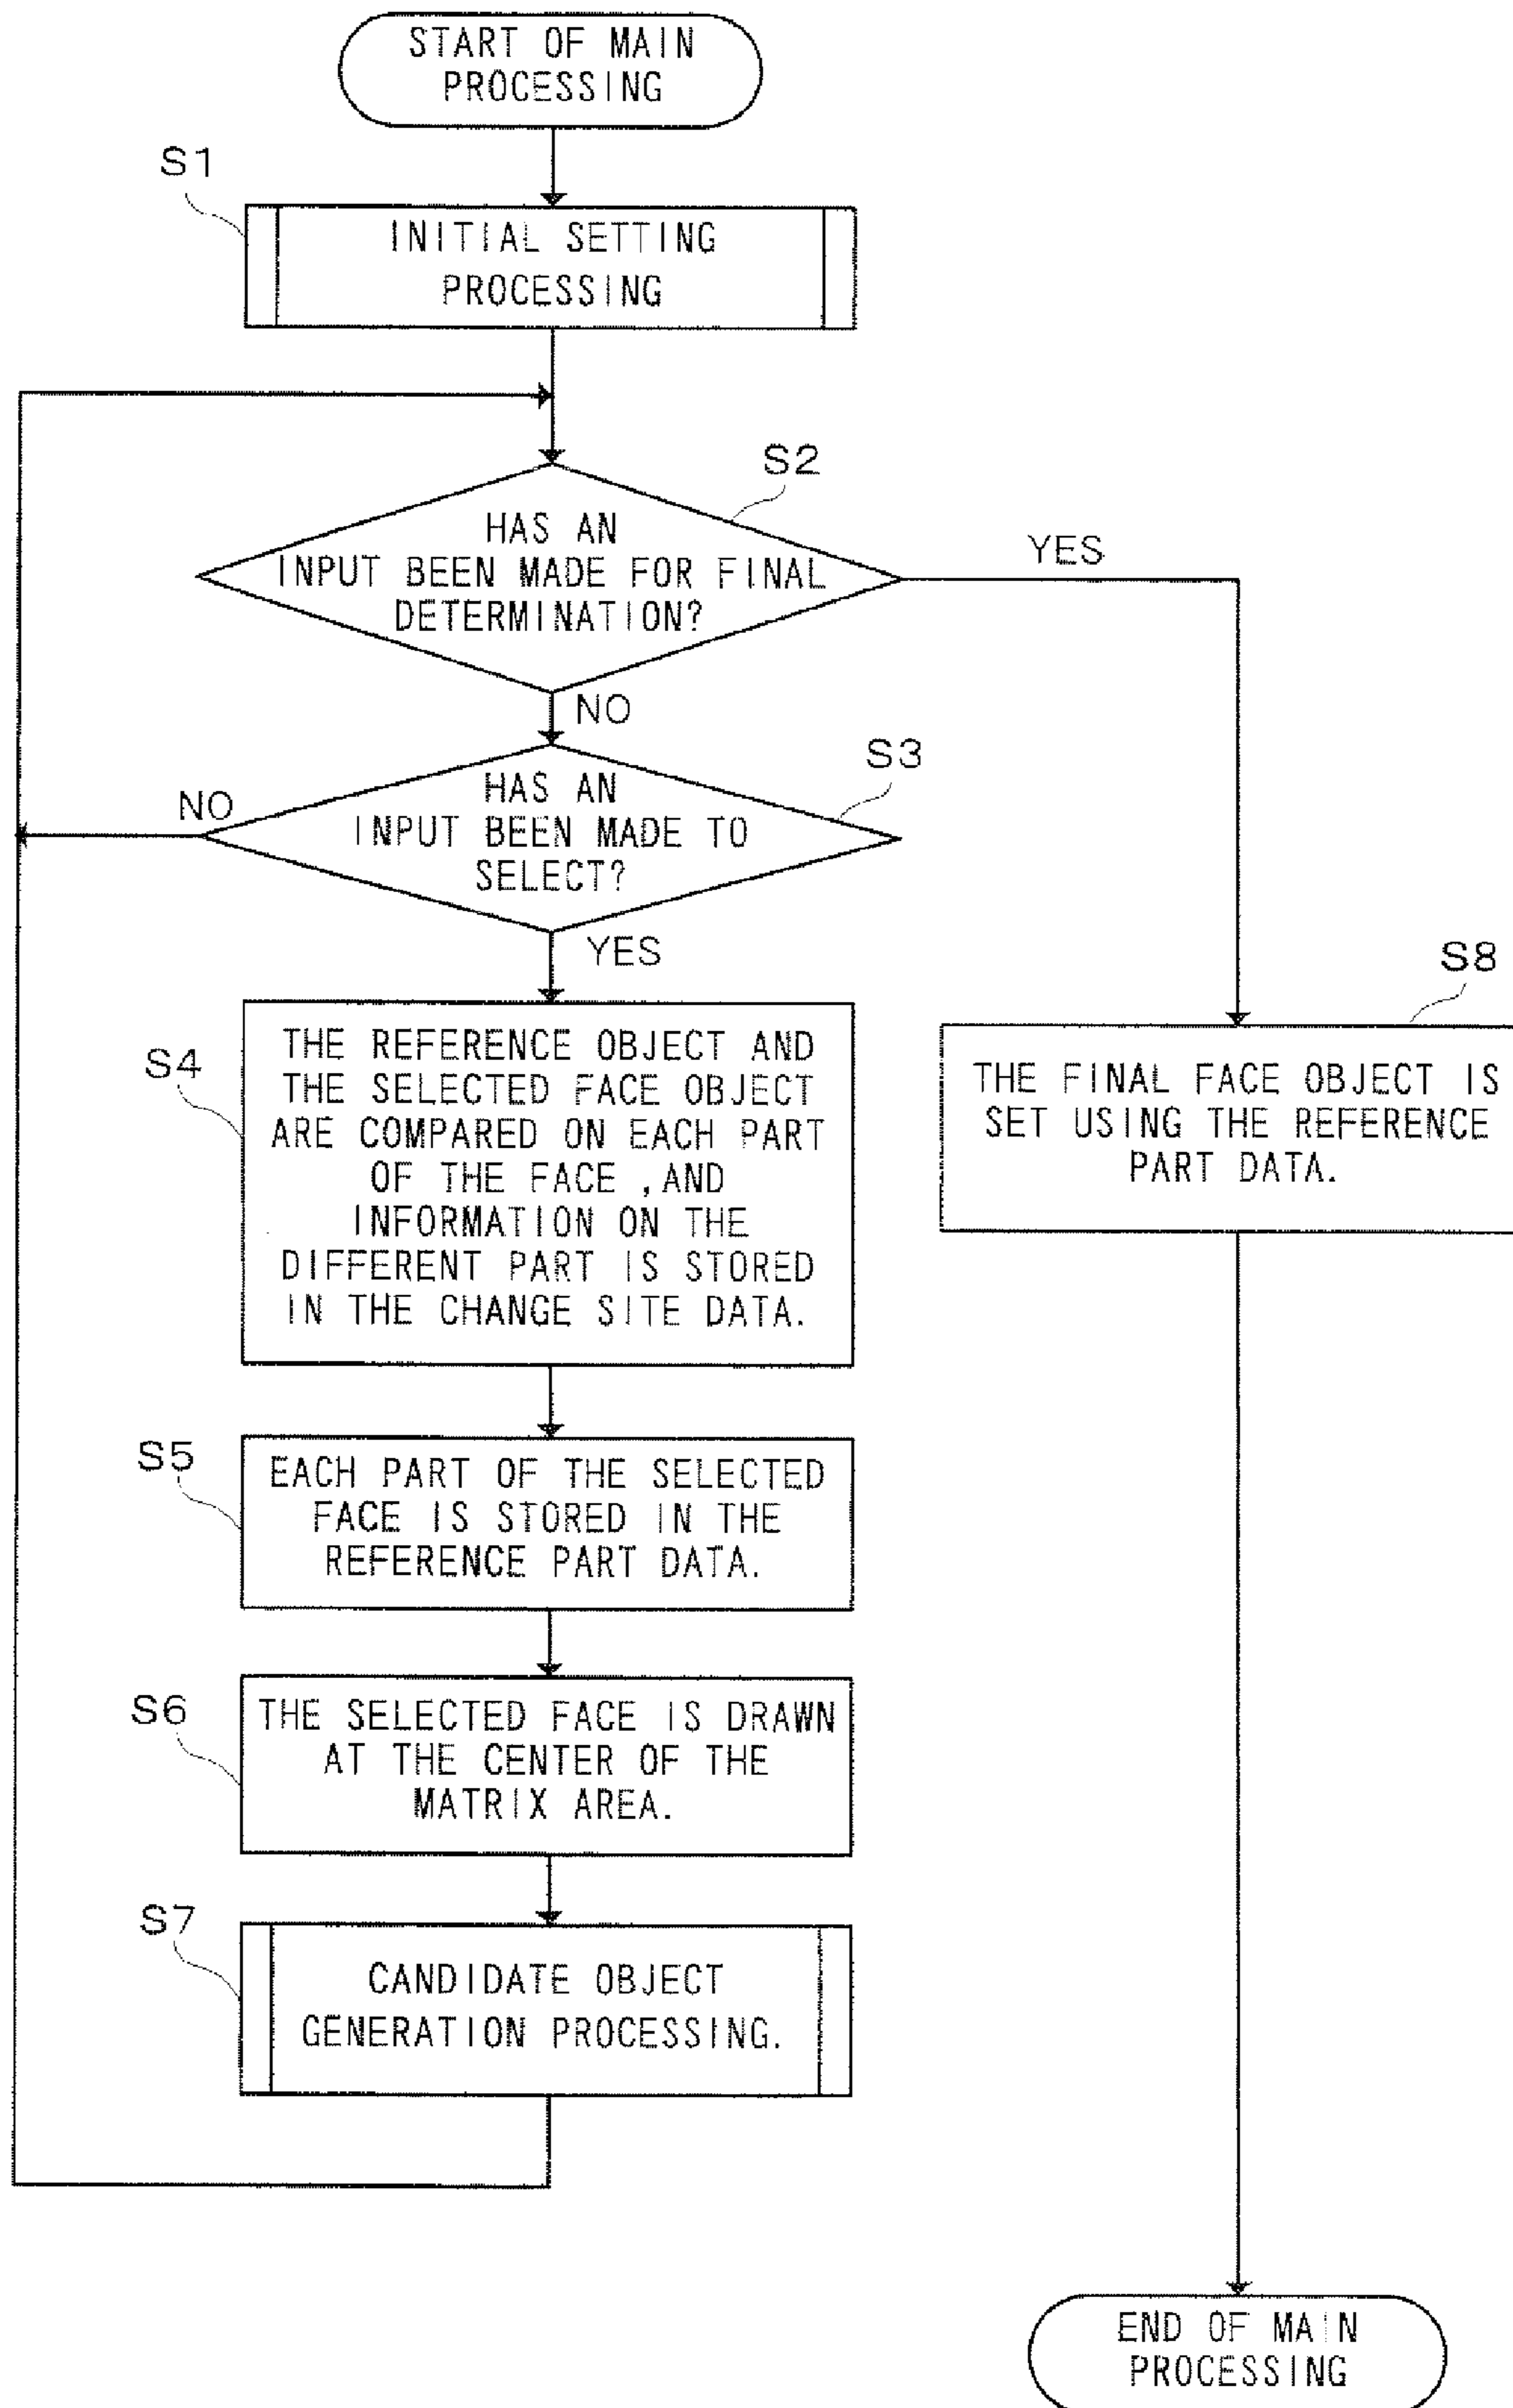 START OF MAIN
PROCESSING
S1
INITIAL SETTING
PROCESSING
S2
HAS AN
INPUT BEEN MADE FOR FINAL
DETERMINATION?
YES
NO
S3
HAS AN
INPUT BEEN MADE TO
SELECT?
NO
YES
S4
THE REFERENCE OBJECT AND
THE SELECTED FACE OBJECT
ARE COMPARED ON EACH PART
OF THE FACE ,AND
INFORMATION ON THE
DIFFERENT PART IS STORED
IN THE CHANGE SITE DATA.
S8
THE FINAL FACE OBJECT IS
SET USING THE REFERENCE
PART DATA.
S5
EACH PART OF THE SELECTED
FACE IS STORED IN THE
REFERENCE PART DATA.
S6
THE SELECTED FACE IS DRAWN
AT THE CENTER OF THE
MATRIX AREA.
S7
CANDIDATE OBJECT
GENERATION PROCESSING.
END OF MAIN
PROCESSING